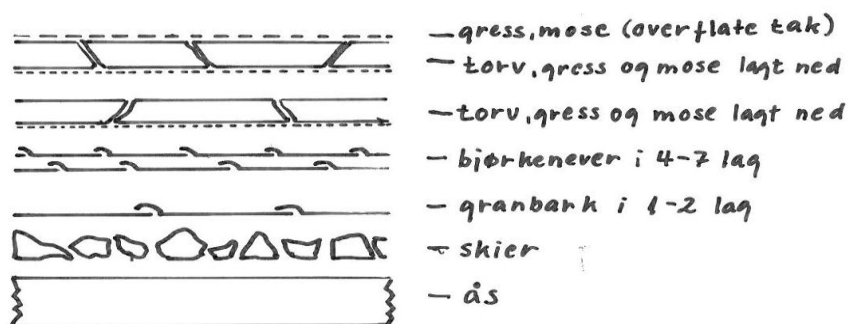 — gress, mose (overflate tak)
— torv, gress og mose lagt ned
— torv, gress og mose lagt ned
— bjørkenever i 4-7 lag
— granbark i 1-2 lag
— skier
— ås